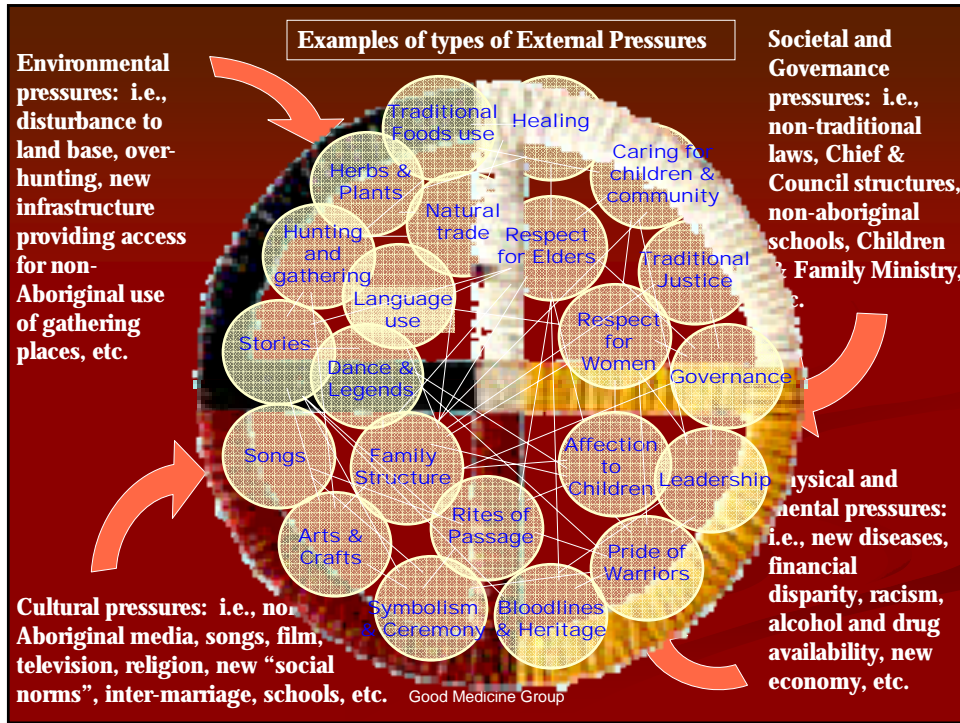 Examples of types of External Pressures
Environmental
pressures: i.e.,
disturbance to
land base, over-
hunting, new
infrastructure
providing access
for non-
Aboriginal use
of gathering
places, etc.
Societal and
Governance
pressures: i.e.,
non-traditional
laws, Chief &
Council structures,
non-aboriginal
schools, Children
& Family Ministry,
etc.
Traditional
Foods use
Healing
Caring for
children &
community
Herbs &
Plants
Natural
trade
Respect
for Elders
Hunting
and
gathering
Traditional
Justice
Language
use
Respect
for
Women
Stories
Dance &
Legends
Governance
Songs
Family
Structure
Affection
to
Children
Leadership
Arts &
Crafts
Rites of
Passage
Pride of
Warriors
Symbolism
& Ceremony
Bloodlines
& Heritage
Cultural pressures: i.e., non
Aboriginal media, songs, film,
television, religion, new “social
norms”, inter-marriage, schools, etc.
Physical and
mental pressures:
i.e., new diseases,
financial
disparity, racism,
alcohol and drug
availability, new
economy, etc.
Good Medicine Group